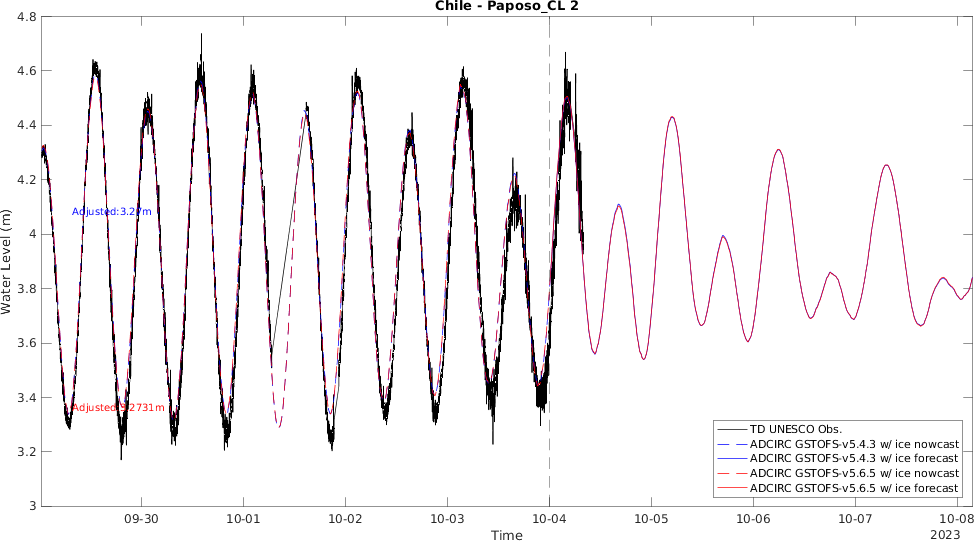 Chile - Paposo_CL 2
4.8
4.6
4.4
4.2
4
3.8
3.6
3.4
3.2
3
Water Level (m)
Adjusted:3.27m
Adjusted:3.2731m
TD UNESCO Obs.
ADCIRC GSTOFS-v5.4.3 w/ ice nowcast
ADCIRC GSTOFS-v5.4.3 w/ ice forecast
ADCIRC GSTOFS-v5.6.5 w/ ice nowcast
ADCIRC GSTOFS-v5.6.5 w/ ice forecast
09-30
10-01
10-02
10-03
10-04
10-05
10-06
10-07
10-08
Time
2023